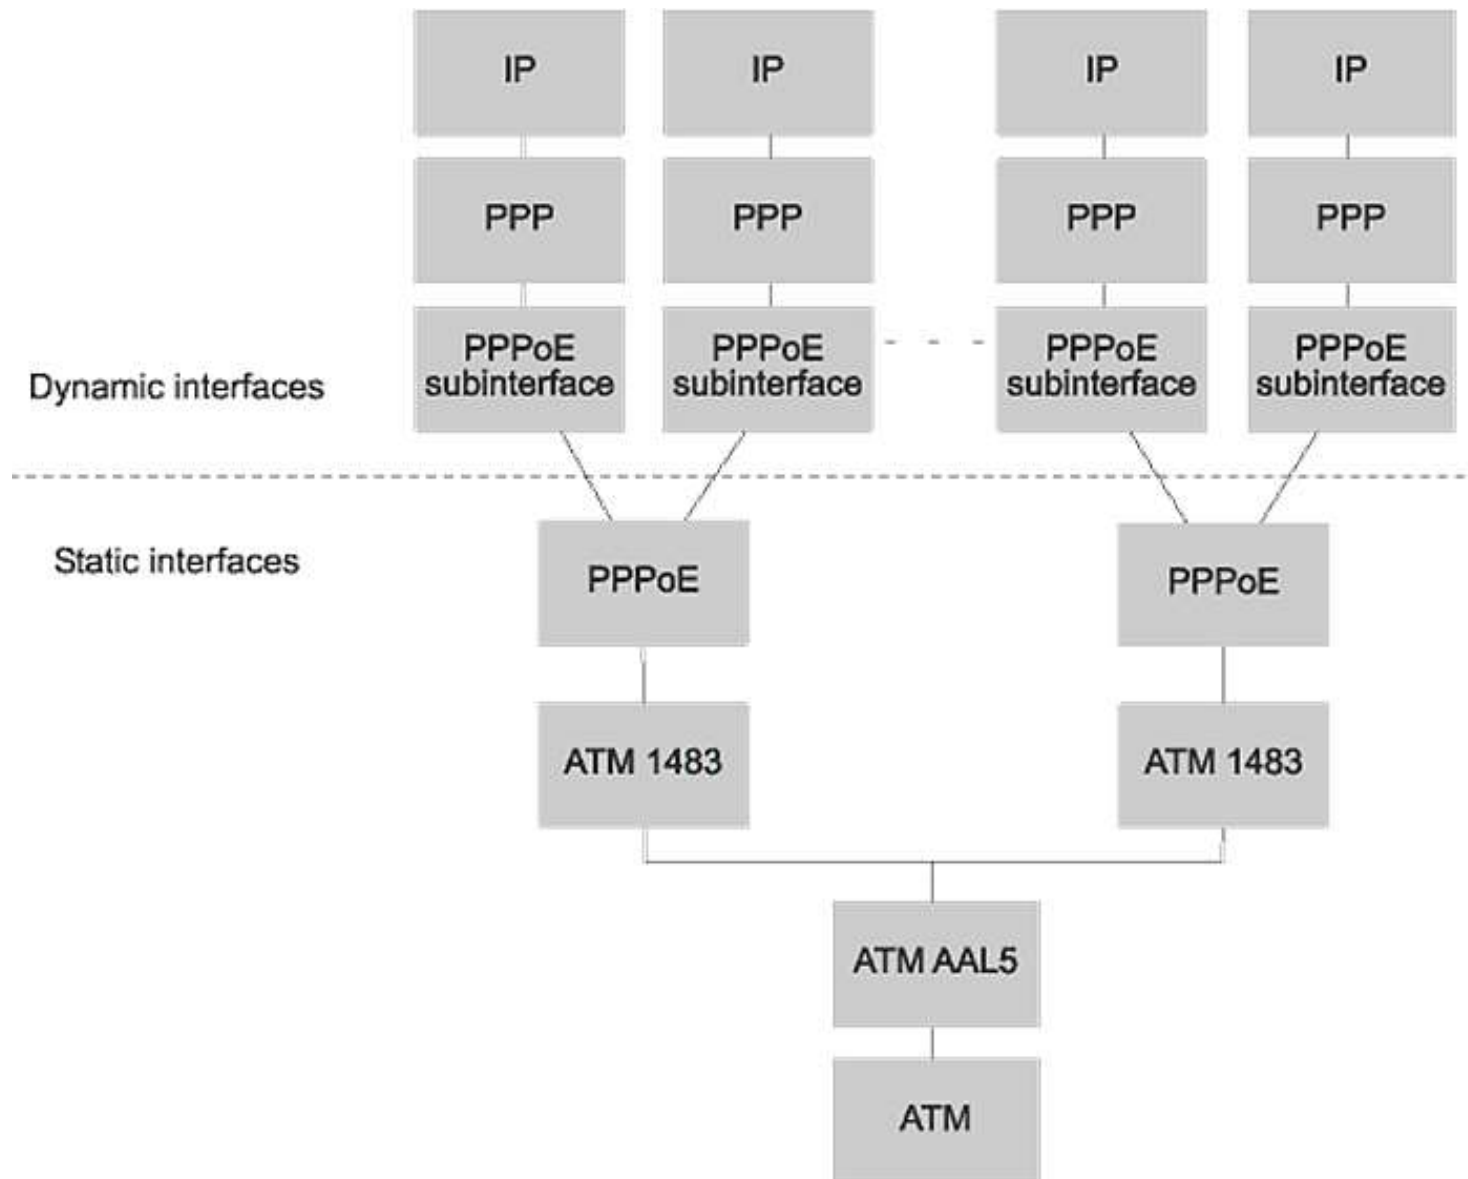 IP
IP
IP
IP
PPP
PPP
PPP
PPP
PPPoE
subinterface
PPPoE
subinterface
PPPoE
subinterface
PPPoE
subinterface
Dynamic interfaces
Static interfaces
PPPoE
PPPoE
ATM 1483
ATM 1483
ATM AAL5
ATM